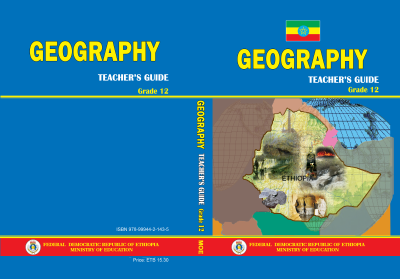 GEOGRAPHY
TEACHER'S GUIDE
Grade 12
ISBN 978-99944-2-143-5
FEDERAL DEMOCRATIC REPUBLIC OF ETHIOPIA
MINISTRY OF EDUCATION
Price: ETB 15.30
GEOGRAPHY TEACHER'S GUIDE Grade 12 MOE
GEOGRAPHY
TEACHER'S GUIDE
Grade 12
ETHIOPIA
FEDERAL DEMOCRATIC REPUBLIC OF ETHIOPIA
MINISTRY OF EDUCATION